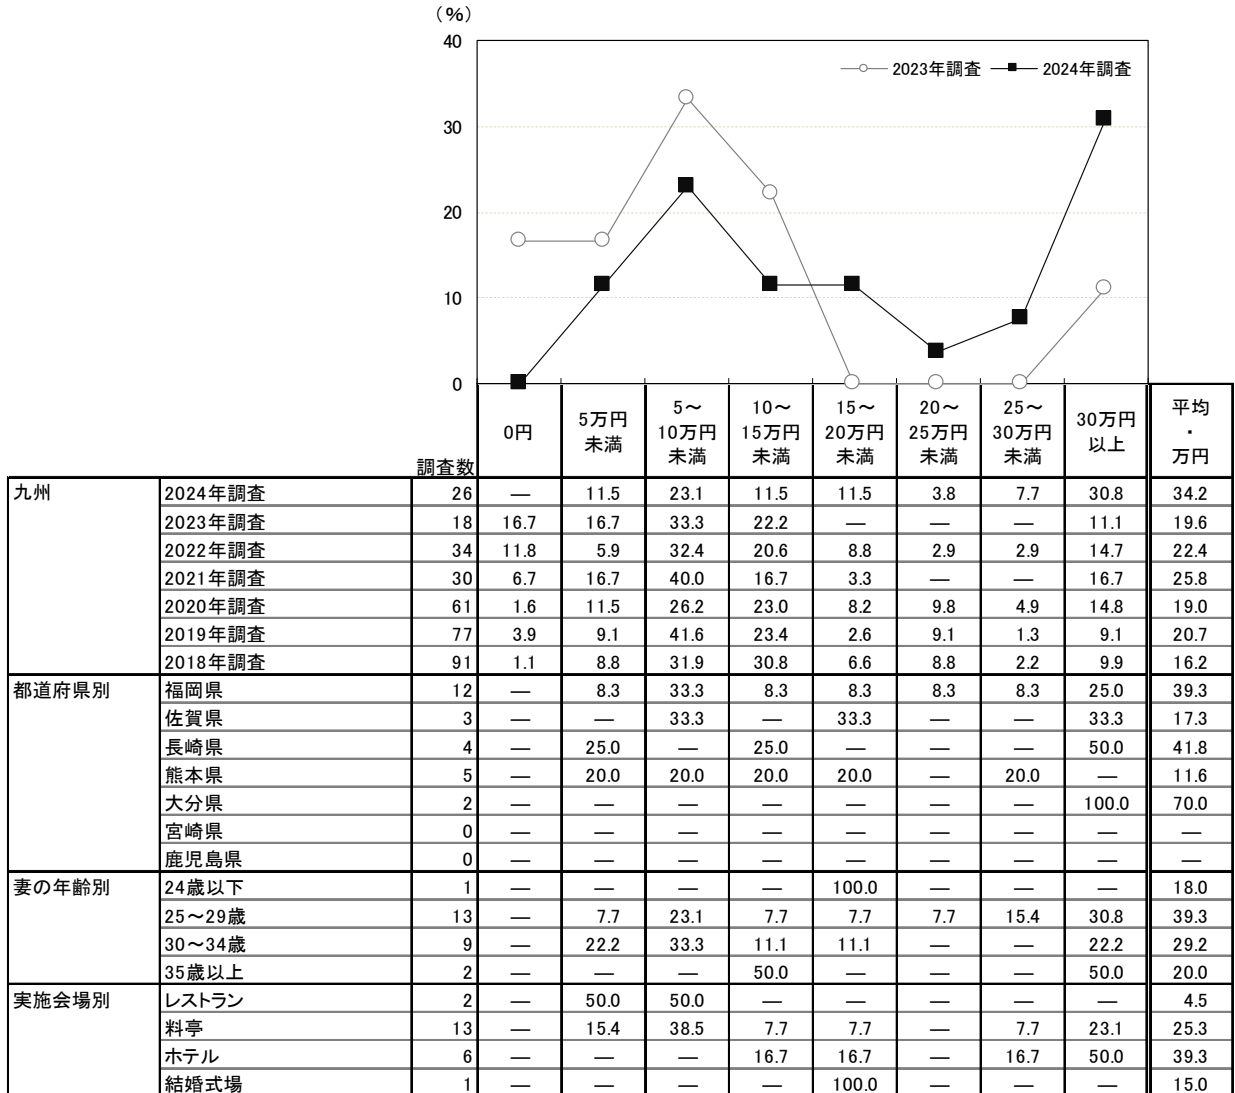 （%）
40
30
20
10
0
2023年調査 2024年調査
調査数 0円 5万円未満 5～10万円未満 10～15万円未満 15～20万円未満 20～25万円未満 25～30万円未満 30万円以上 平均・万円
九州 2024年調査 26 — 11.5 23.1 11.5 11.5 3.8 7.7 30.8 34.2
2023年調査 18 16.7 16.7 33.3 22.2 — — — 11.1 19.6
2022年調査 34 11.8 5.9 32.4 20.6 8.8 2.9 2.9 14.7 22.4
2021年調査 30 6.7 16.7 40.0 16.7 3.3 — — 16.7 25.8
2020年調査 61 1.6 11.5 26.2 23.0 8.2 9.8 4.9 14.8 19.0
2019年調査 77 3.9 9.1 41.6 23.4 2.6 9.1 1.3 9.1 20.7
2018年調査 91 1.1 8.8 31.9 30.8 6.6 8.8 2.2 9.9 16.2
都道府県別 福岡県 12 — 8.3 33.3 8.3 8.3 8.3 8.3 25.0 39.3
佐賀県 3 — — 33.3 — 33.3 — — 33.3 17.3
長崎県 4 — 25.0 — 25.0 — — — 50.0 41.8
熊本県 5 — 20.0 20.0 20.0 20.0 — 20.0 — 11.6
大分県 2 — — — — — — — 100.0 70.0
宮崎県 0 — — — — — — — — —
鹿児島県 0 — — — — — — — — —
妻の年齢別 24歳以下 1 — — — — 100.0 — — — 18.0
25～29歳 13 — 7.7 23.1 7.7 7.7 7.7 15.4 30.8 39.3
30～34歳 9 — 22.2 33.3 11.1 11.1 — — 22.2 29.2
35歳以上 2 — — — 50.0 — — — 50.0 20.0
実施会場別 レストラン 2 — 50.0 50.0 — — — — — 4.5
料亭 13 — 15.4 38.5 7.7 7.7 — 7.7 23.1 25.3
ホテル 6 — — — 16.7 16.7 — 16.7 50.0 39.3
結婚式場 1 — — — — 100.0 — — — 15.0